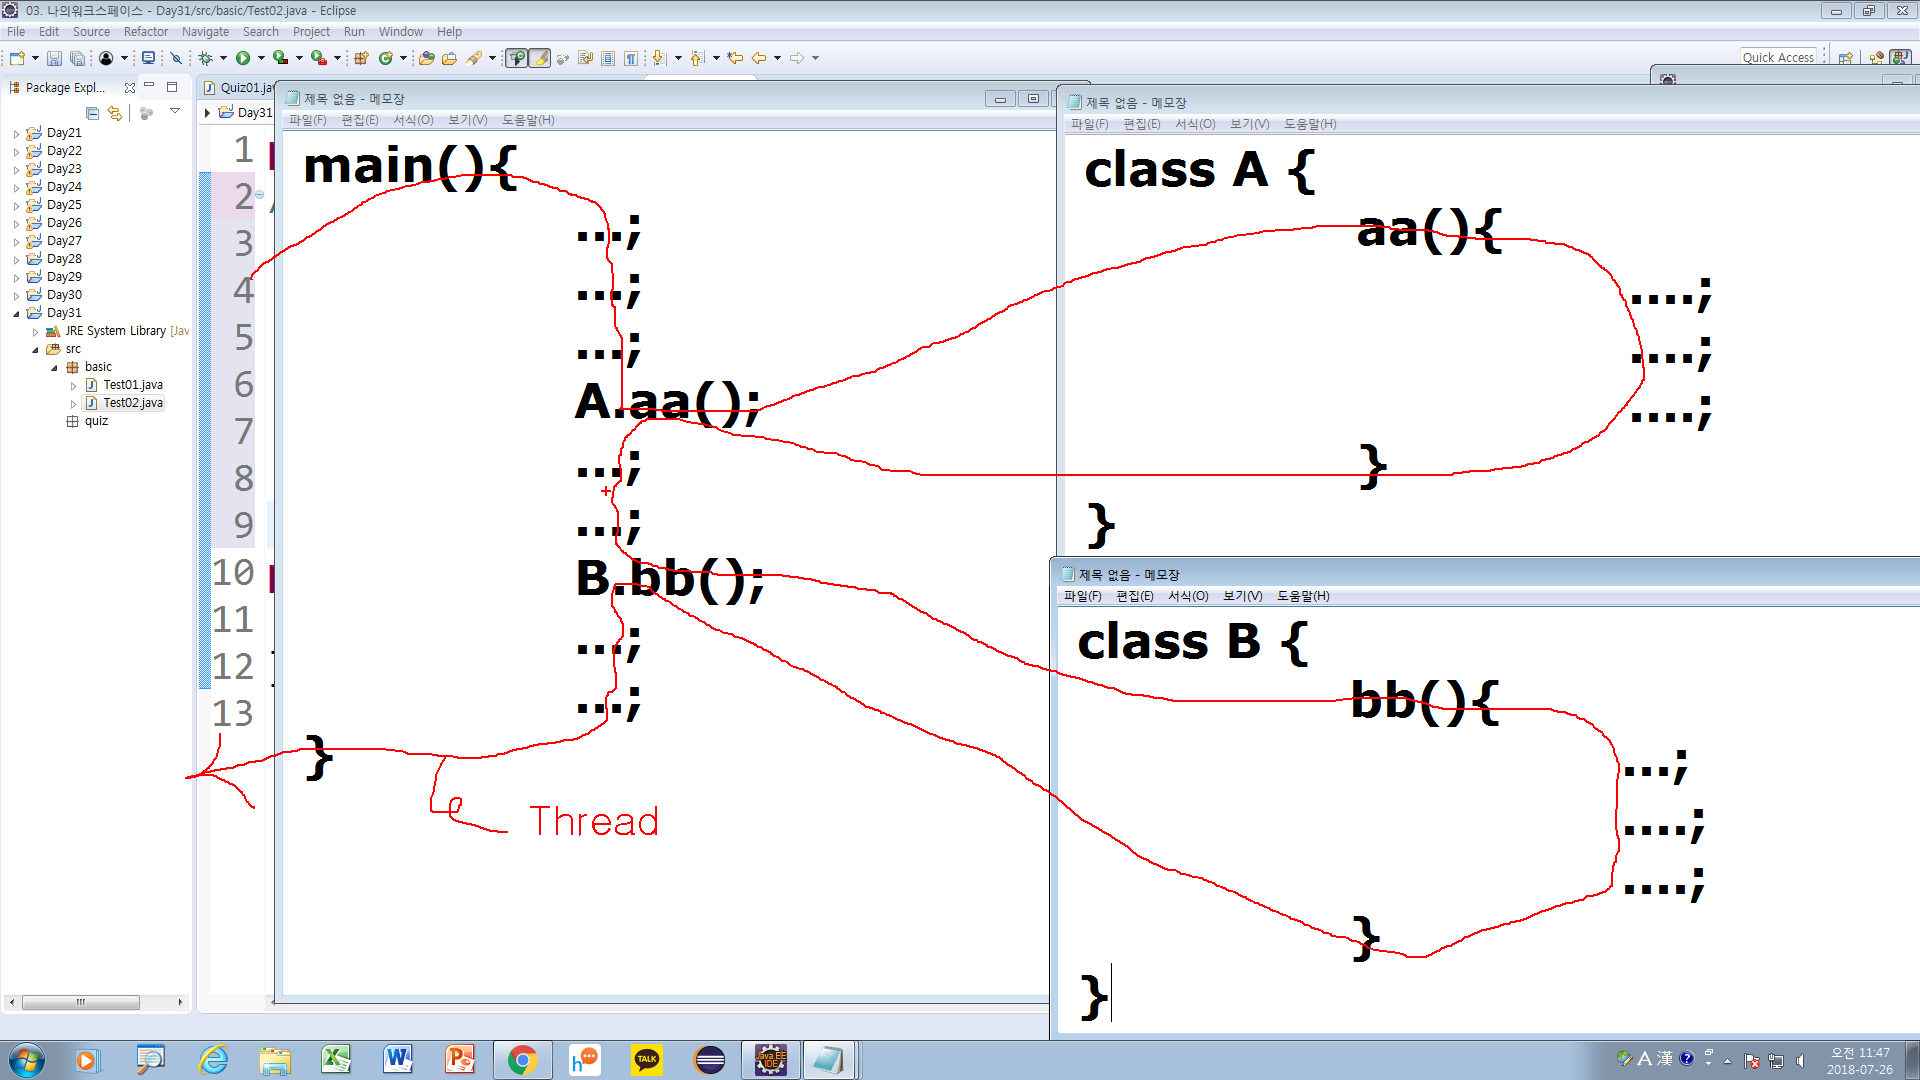 03. 나의워크스페이스 - Day31/src/basic/Test02.java - Eclipse
File Edit Source Refactor Navigate Search Project Run Window Help
Quick Access
Package Expl...
Day21
Day22
Day23
Day24
Day25
Day26
Day27
Day28
Day29
Day30
Day31
JRE System Library [Jav
src
basic
Test01.java
Test02.java
quiz
Quiz01.jav
Day31
1
2
3
4
5
6
7
8
9
10
11
12
13
제목 없음 - 메모장
파일(F) 편집(E) 서식(O) 보기(V) 도움말(H)
main(){
...;
...;
...;
A.aa();
...;
...;
B.bb();
...;
...;
}
Thread
제목 없음 - 메모장
파일(F) 편집(E) 서식(O) 보기(V) 도움말(H)
class A {
aa(){
....;
....;
....;
}
}
제목 없음 - 메모장
파일(F) 편집(E) 서식(O) 보기(V) 도움말(H)
class B {
bb(){
...;
....;
....;
}
}
TALK
Java EE
IDE
A 漢
오전 11:47
2018-07-26